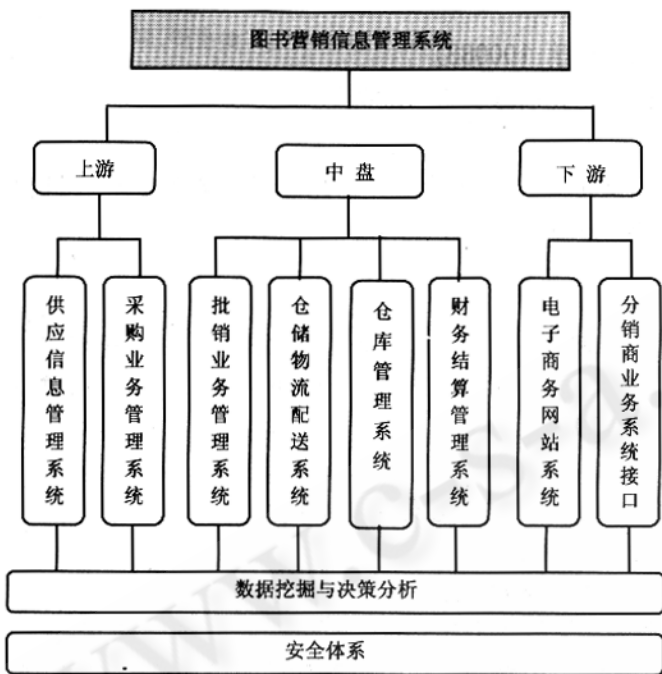 图书营销信息管理系统
上游
中盘
下游
供应信息管理系统
采购业务管理系统
批销业务管理系统
仓储物流配送系统
仓库管理系统
财务结算管理系统
电子商务网站系统
分销商业务系统接口
数据挖掘与决策分析
安全体系
www.c-s-a.